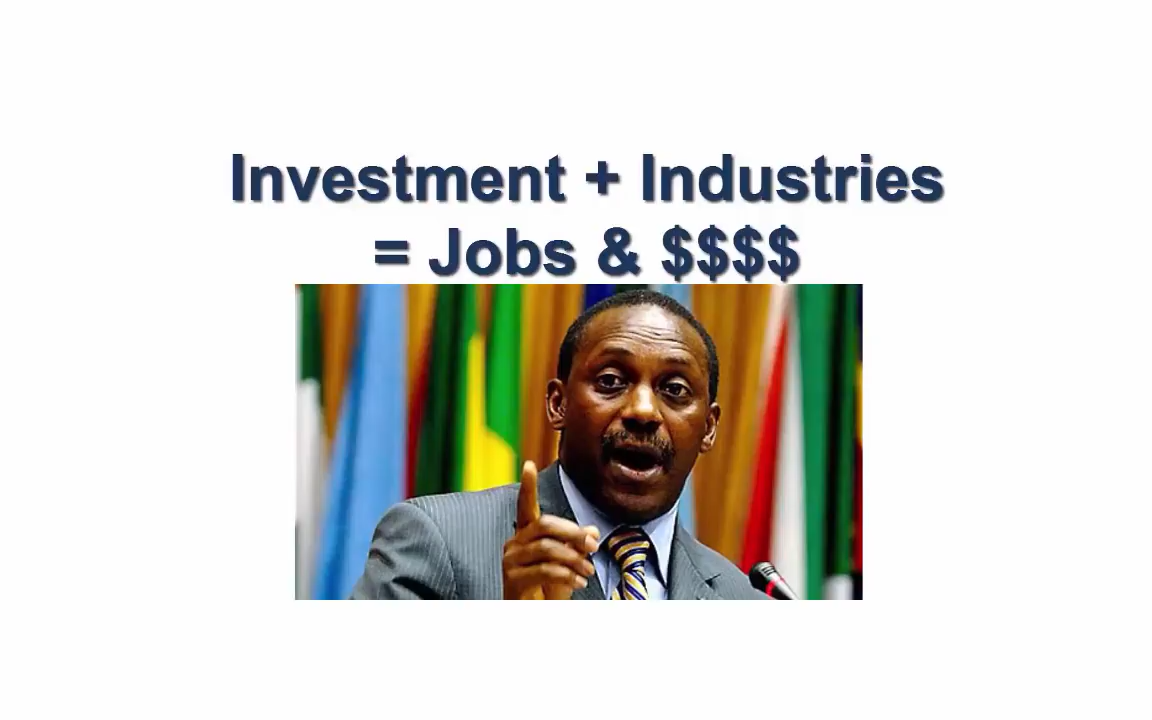 Investment + Industries
= Jobs & $$$$